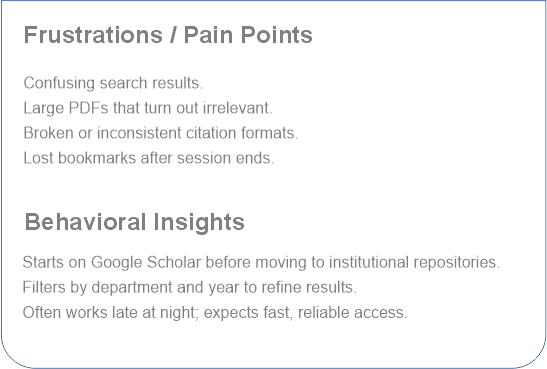 Frustrations / Pain Points
Confusing search results.
Large PDFs that turn out irrelevant.
Broken or inconsistent citation formats.
Lost bookmarks after session ends.
Behavioral Insights
Starts on Google Scholar before moving to institutional repositories.
Filters by department and year to refine results.
Often works late at night; expects fast, reliable access.